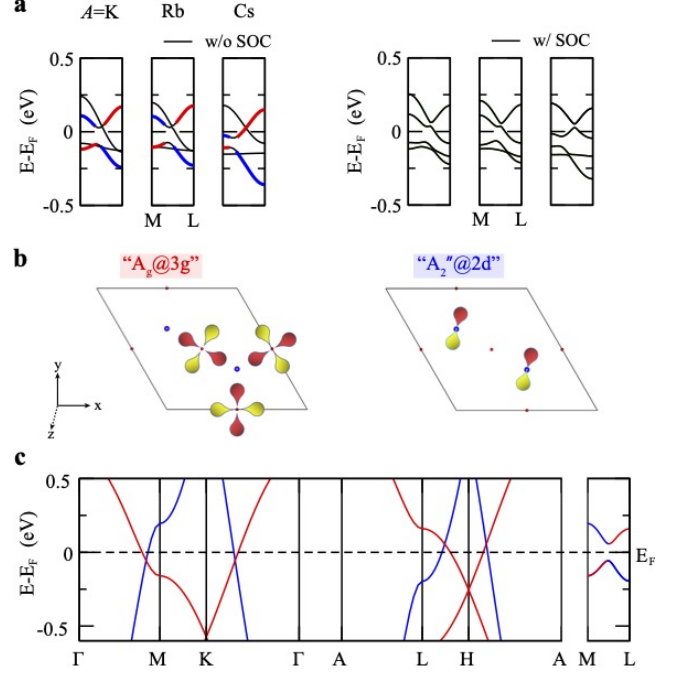 a
A=K Rb Cs
w/o SOC
w/ SOC
0.5
0
-0.5
E-E_F (eV)
M L
0.5
0
-0.5
E-E_F (eV)
M L
b
“A_g@3g”
“A_2″@2d”
y
x
z
c
0.5
0
-0.5
E-E_F (eV)
E_F
Γ M K Γ A L H A M L